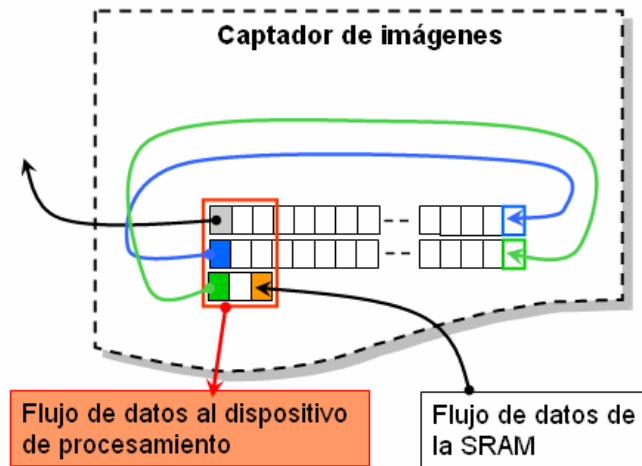 Captador de imágenes
Flujo de datos al dispositivo
de procesamiento
Flujo de datos de
la SRAM